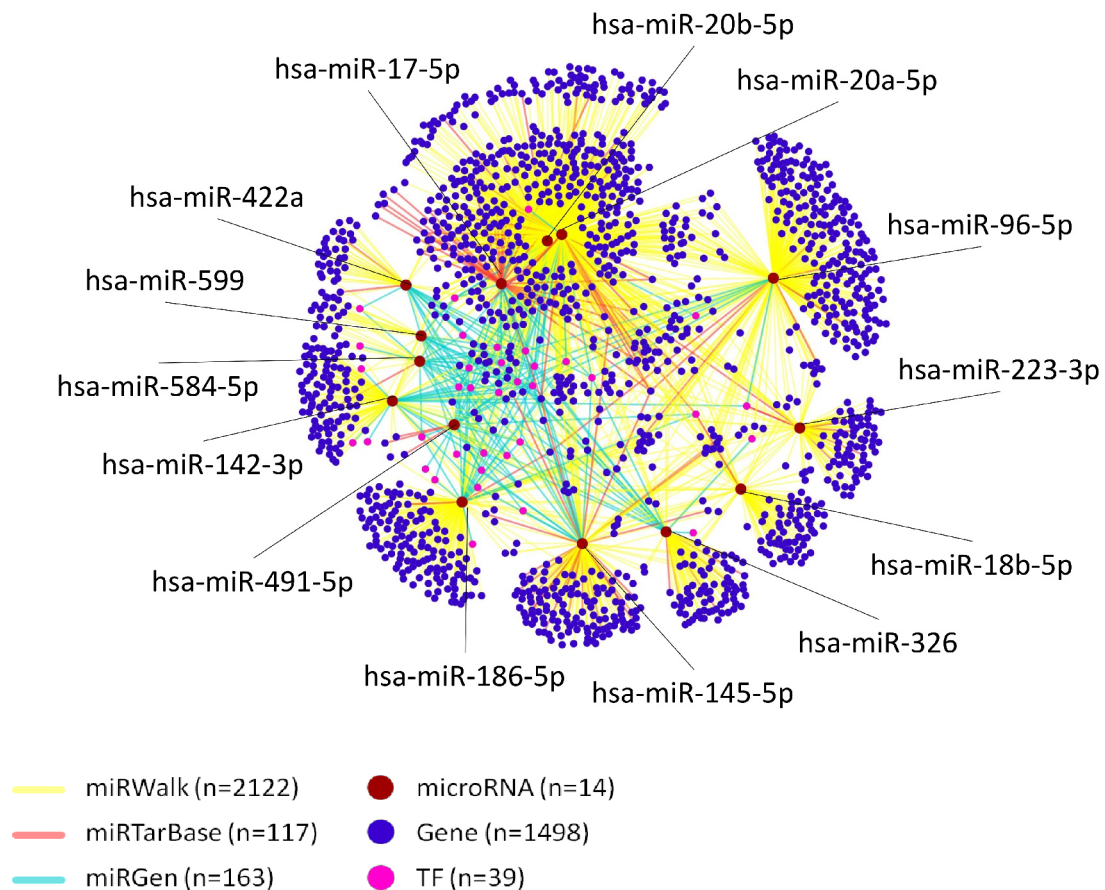 hsa-miR-20b-5p
hsa-miR-17-5p
hsa-miR-20a-5p
hsa-miR-422a
hsa-miR-96-5p
hsa-miR-599
hsa-miR-223-3p
hsa-miR-584-5p
hsa-miR-142-3p
hsa-miR-18b-5p
hsa-miR-491-5p
hsa-miR-326
hsa-miR-186-5p
hsa-miR-145-5p
miRWalk (n=2122)
microRNA (n=14)
miRTarBase (n=117)
Gene (n=1498)
miRGen (n=163)
TF (n=39)